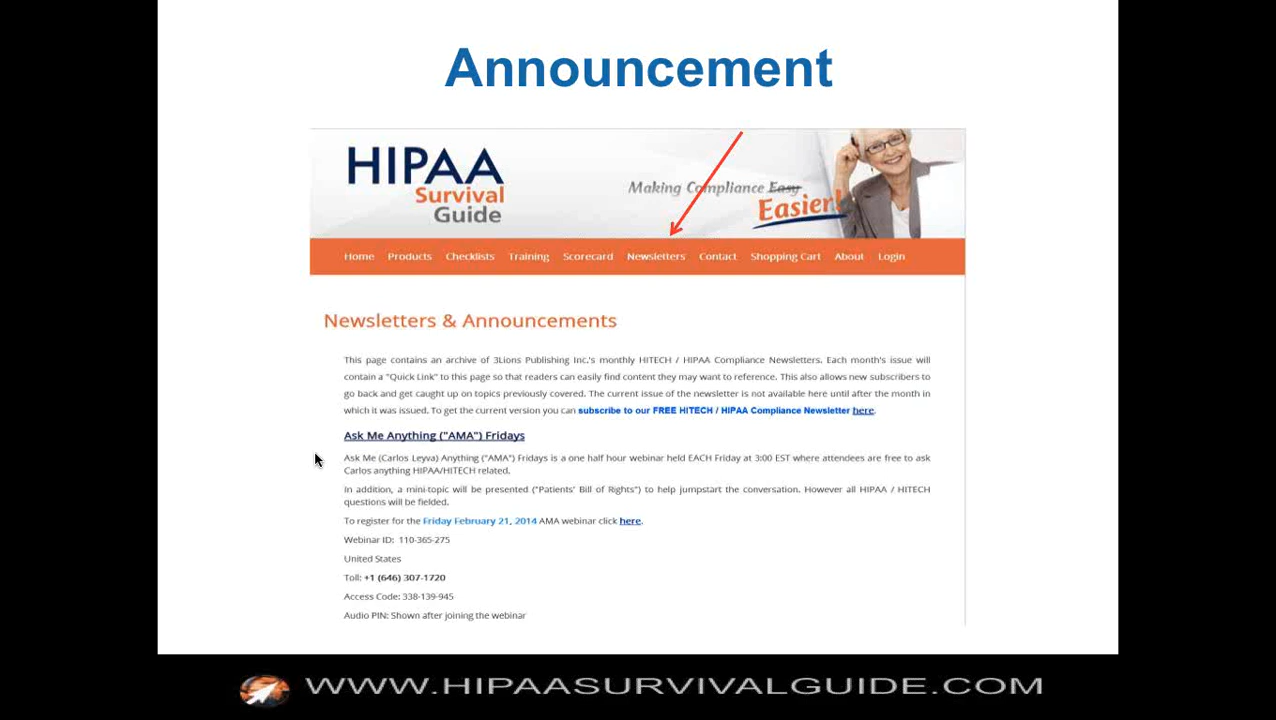 Announcement
HIPAA
Survival
Guide
Making Compliance Easy
Easier!
Home Products Checklists Training Scorecard Newsletters Contact Shopping Cart About Login
Newsletters & Announcements
This page contains an archive of 3Lions Publishing Inc.'s monthly HITECH / HIPAA Compliance Newsletters. Each month's issue will
contain a "Quick Link" to this page so that readers can easily find content they may want to reference. This also allows new subscribers to
go back and get caught up on topics previously covered. The current issue of the newsletter is not available here until after the month in
which it was issued. To get the current version you can subscribe to our FREE HITECH / HIPAA Compliance Newsletter here.
Ask Me Anything ("AMA") Fridays
Ask Me (Carlos Leyva) Anything ("AMA") Fridays is a one half hour webinar held EACH Friday at 3:00 EST where attendees are free to ask
Carlos anything HIPAA/HITECH related.
In addition, a mini-topic will be presented ("Patients' Bill of Rights") to help jumpstart the conversation. However all HIPAA / HITECH
questions will be fielded.
To register for the Friday February 21, 2014 AMA webinar click here.
Webinar ID: 110-365-275
United States
Toll: +1 (646) 307-1720
Access Code: 338-139-945
Audio PIN: Shown after joining the webinar
WWW.HIPAASURVIVALGUIDE.COM